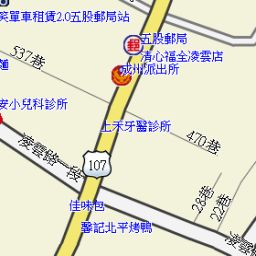 笑單車租賃2.0五股郵局站
五股郵局
清心福全凌雲店
成州派出所
537巷
安小兒科診所
上禾牙醫診所
470巷
凌雲路一段
107
28巷
22巷
佳味包
馨記北平烤鴨